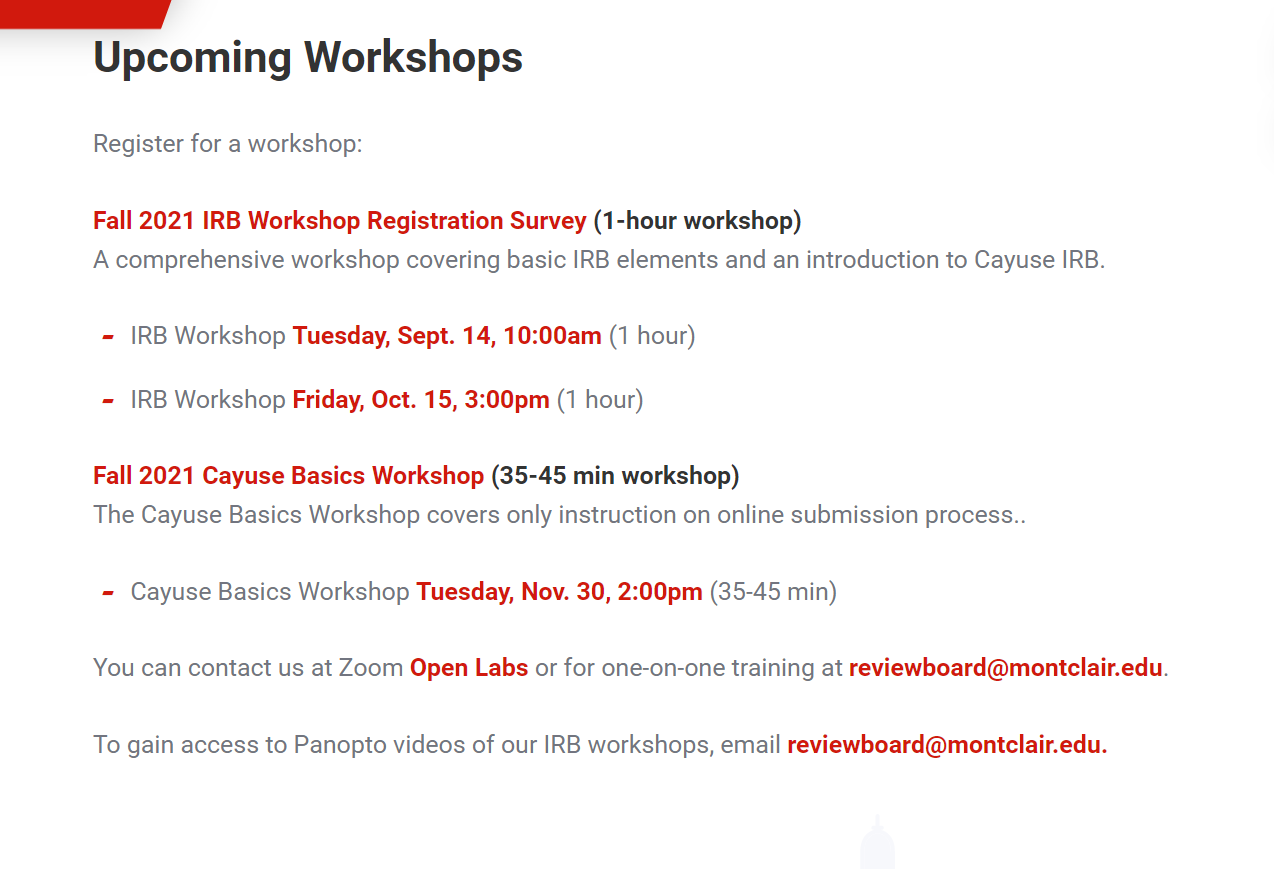 Upcoming Workshops
Register for a workshop:
Fall 2021 IRB Workshop Registration Survey (1-hour workshop)
A comprehensive workshop covering basic IRB elements and an introduction to Cayuse IRB.
- IRB Workshop Tuesday, Sept. 14, 10:00am (1 hour)
- IRB Workshop Friday, Oct. 15, 3:00pm (1 hour)
Fall 2021 Cayuse Basics Workshop (35-45 min workshop)
The Cayuse Basics Workshop covers only instruction on online submission process..
- Cayuse Basics Workshop Tuesday, Nov. 30, 2:00pm (35-45 min)
You can contact us at Zoom Open Labs or for one-on-one training at reviewboard@montclair.edu.
To gain access to Panopto videos of our IRB workshops, email reviewboard@montclair.edu.